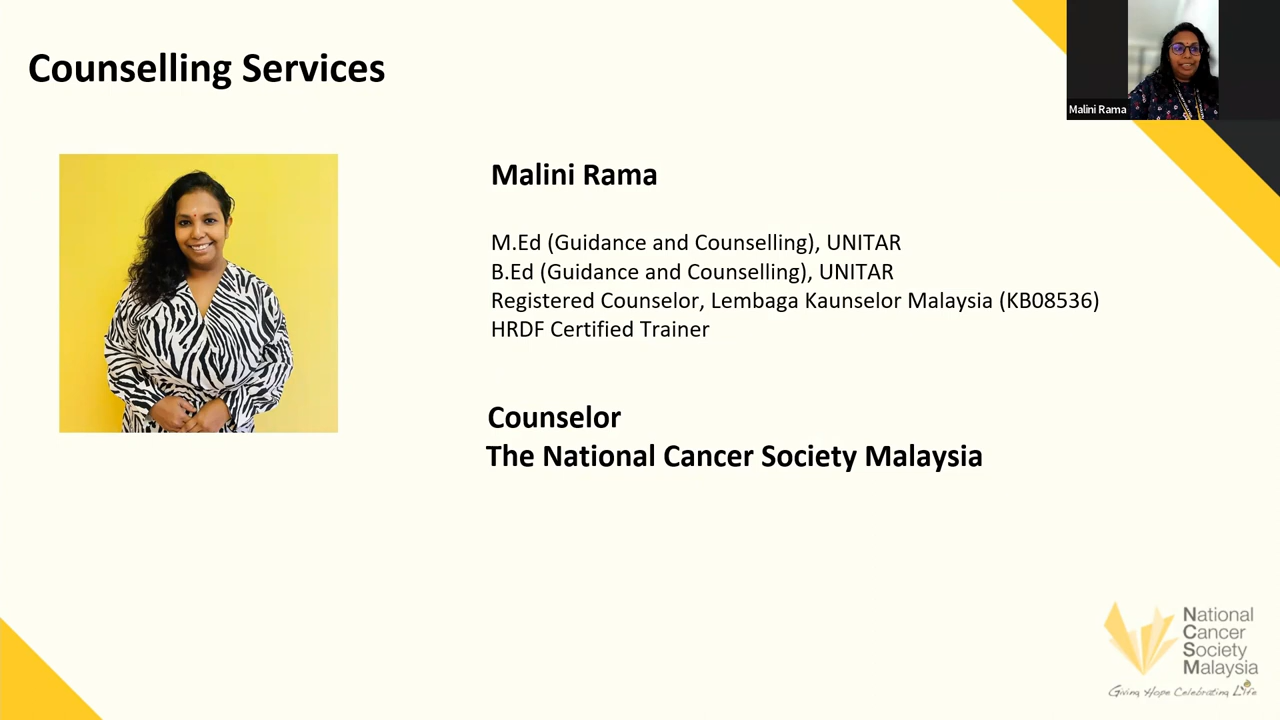 Counselling Services
Malini Rama
Malini Rama
M.Ed (Guidance and Counselling), UNITAR
B.Ed (Guidance and Counselling), UNITAR
Registered Counselor, Lembaga Kaunselor Malaysia (KB08536)
HRDF Certified Trainer
Counselor
The National Cancer Society Malaysia
National
Cancer
Society
Malaysia
Giving Hope Celebrating Life